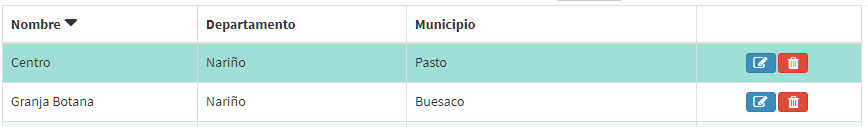 Nombre Departamento Municipio
Centro Nariño Pasto
Granja Botana Nariño Buesaco